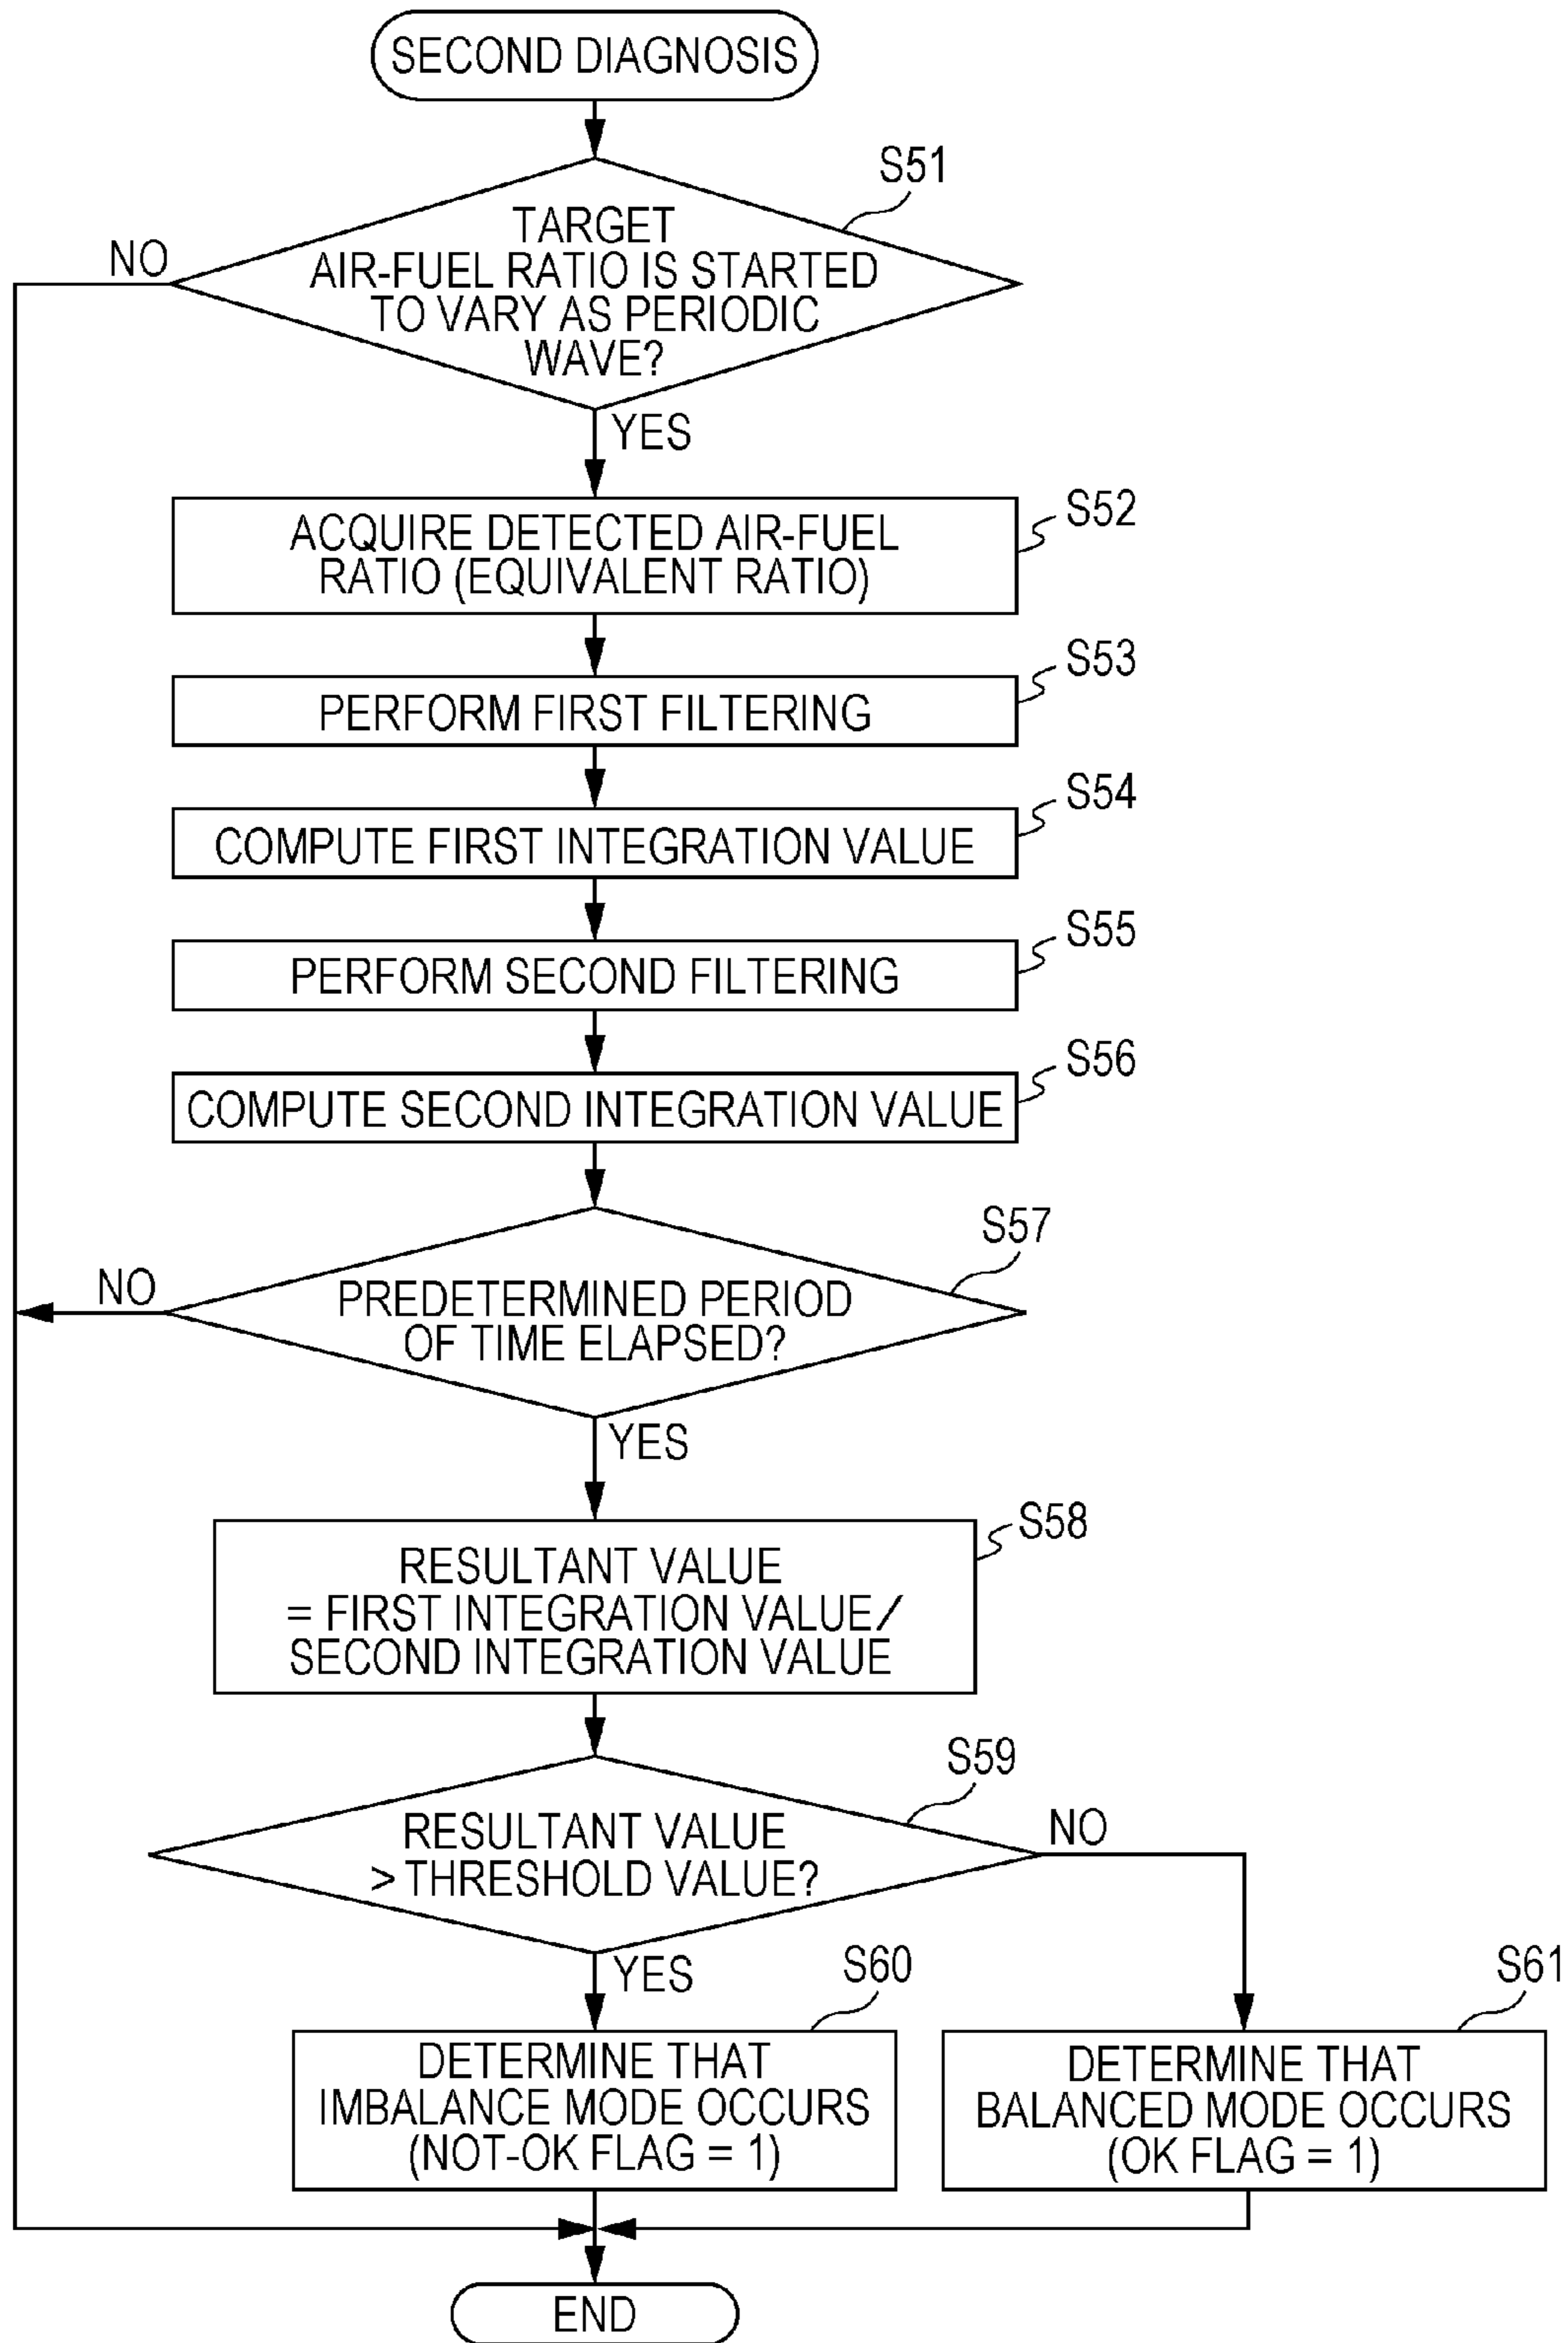 SECOND DIAGNOSIS
S51
TARGET
AIR-FUEL RATIO IS STARTED
TO VARY AS PERIODIC
WAVE?
NO
YES
S52
ACQUIRE DETECTED AIR-FUEL
RATIO (EQUIVALENT RATIO)
S53
PERFORM FIRST FILTERING
S54
COMPUTE FIRST INTEGRATION VALUE
S55
PERFORM SECOND FILTERING
S56
COMPUTE SECOND INTEGRATION VALUE
S57
PREDETERMINED PERIOD
OF TIME ELAPSED?
NO
YES
S58
RESULTANT VALUE
= FIRST INTEGRATION VALUE/
SECOND INTEGRATION VALUE
S59
RESULTANT VALUE
> THRESHOLD VALUE?
NO
YES
S60
DETERMINE THAT
IMBALANCE MODE OCCURS
(NOT-OK FLAG = 1)
S61
DETERMINE THAT
BALANCED MODE OCCURS
(OK FLAG = 1)
END